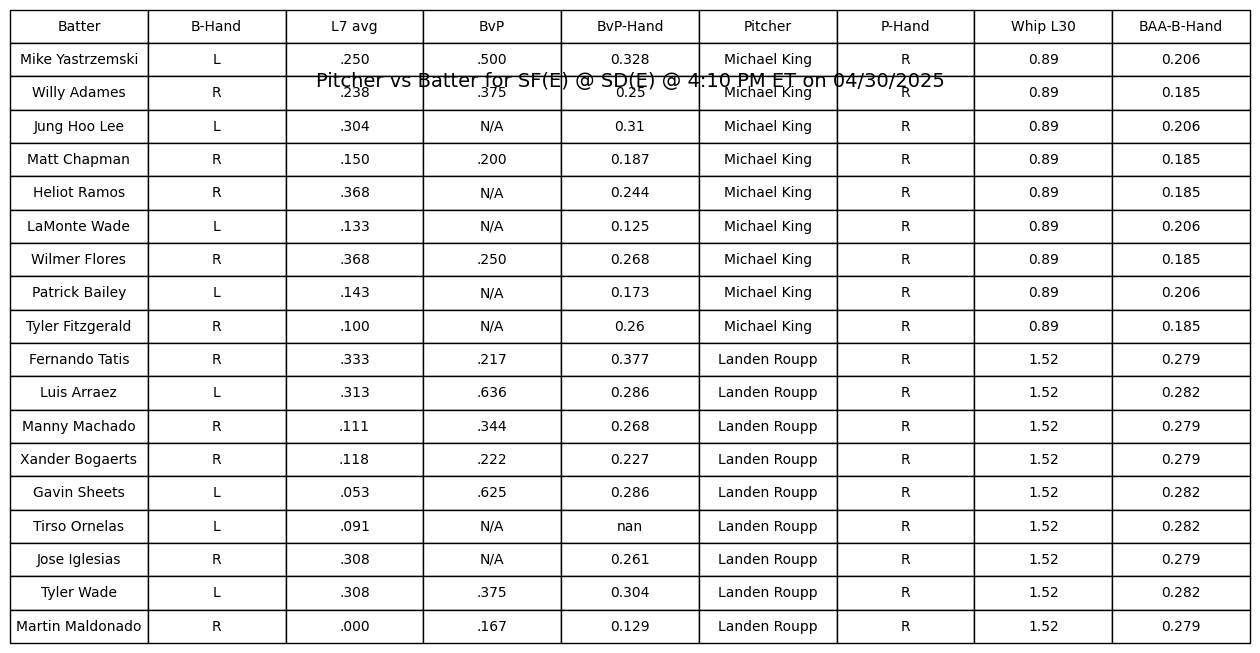 Batter B-Hand L7 avg BvP BvP-Hand Pitcher P-Hand Whip L30 BAA-B-Hand
Mike Yastrzemski L .250 .500 0.328 Michael King R 0.89 0.206
Pitcher vs Batter for SF(E) @ SD(E) @ 4:10 PM ET on 04/30/2025
Willy Adames R .238 .375 0.25 Michael King R 0.89 0.185
Jung Hoo Lee L .304 N/A 0.31 Michael King R 0.89 0.206
Matt Chapman R .150 .200 0.187 Michael King R 0.89 0.185
Heliot Ramos R .368 N/A 0.244 Michael King R 0.89 0.185
LaMonte Wade L .133 N/A 0.125 Michael King R 0.89 0.206
Wilmer Flores R .368 .250 0.268 Michael King R 0.89 0.185
Patrick Bailey L .143 N/A 0.173 Michael King R 0.89 0.206
Tyler Fitzgerald R .100 N/A 0.26 Michael King R 0.89 0.185
Fernando Tatis R .333 .217 0.377 Landen Roupp R 1.52 0.279
Luis Arraez L .313 .636 0.286 Landen Roupp R 1.52 0.282
Manny Machado R .111 .344 0.268 Landen Roupp R 1.52 0.279
Xander Bogaerts R .118 .222 0.227 Landen Roupp R 1.52 0.279
Gavin Sheets L .053 .625 0.286 Landen Roupp R 1.52 0.282
Tirso Ornelas L .091 N/A nan Landen Roupp R 1.52 0.282
Jose Iglesias R .308 N/A 0.261 Landen Roupp R 1.52 0.279
Tyler Wade L .308 .375 0.304 Landen Roupp R 1.52 0.282
Martin Maldonado R .000 .167 0.129 Landen Roupp R 1.52 0.279